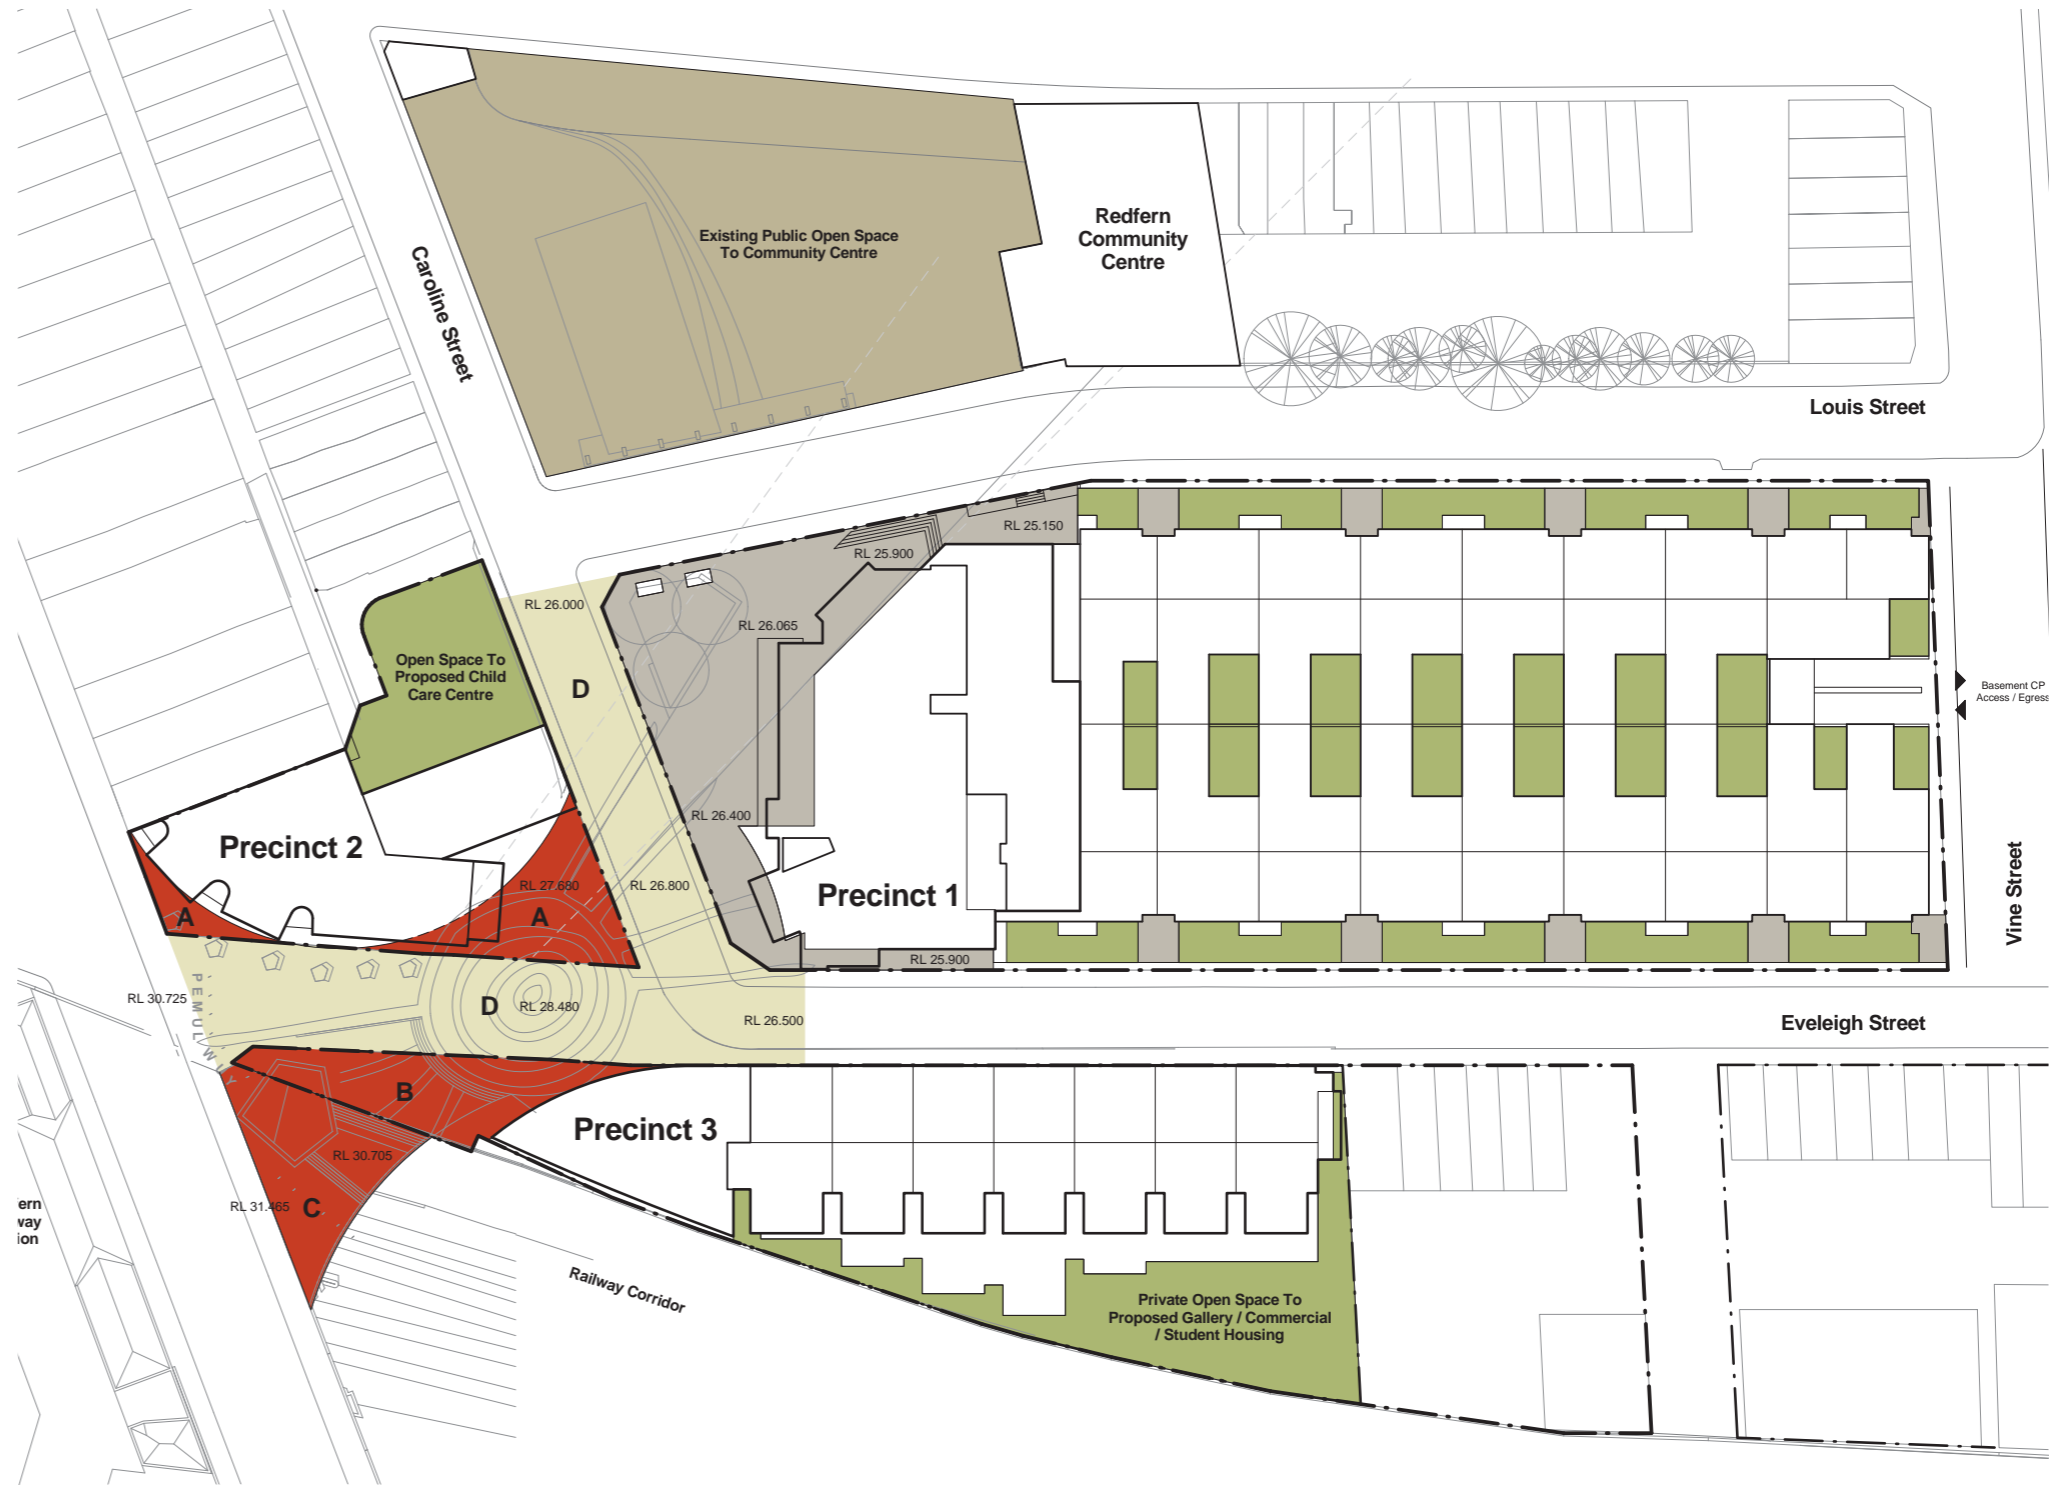 Existing Public Open Space
To Community Centre
Redfern
Community
Centre
Caroline Street
Louis Street
RL 25.150
RL 25.900
RL 26.000
RL 26.065
Open Space To
Proposed Child
Care Centre
D
Basement CP
Access / Egress
RL 26.400
Precinct 2
RL 27.680
RL 26.800
Precinct 1
Vine Street
A
A
RL 25.900
RL 30.725
PEMULWUY
D
RL 28.480
RL 26.500
Eveleigh Street
B
Precinct 3
RL 30.705
RL 31.465
C
ern
way
ion
Railway Corridor
Private Open Space To
Proposed Gallery / Commercial
/ Student Housing